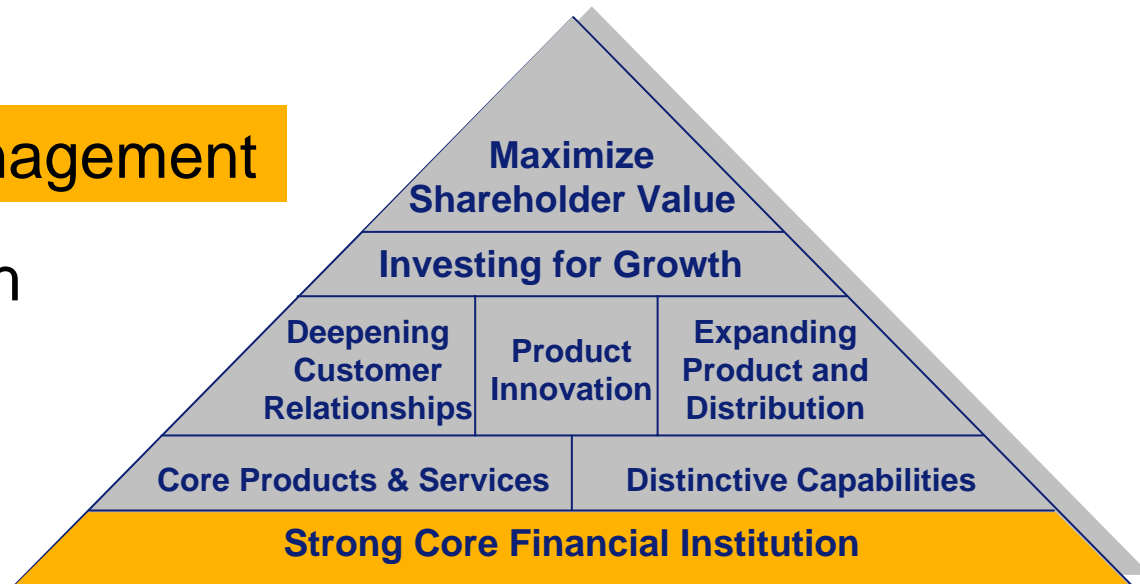 nagement
n
Maximize
Shareholder Value
Investing for Growth
Deepening
Customer
Relationships
Product
Innovation
Expanding
Product and
Distribution
Core Products & Services
Distinctive Capabilities
Strong Core Financial Institution